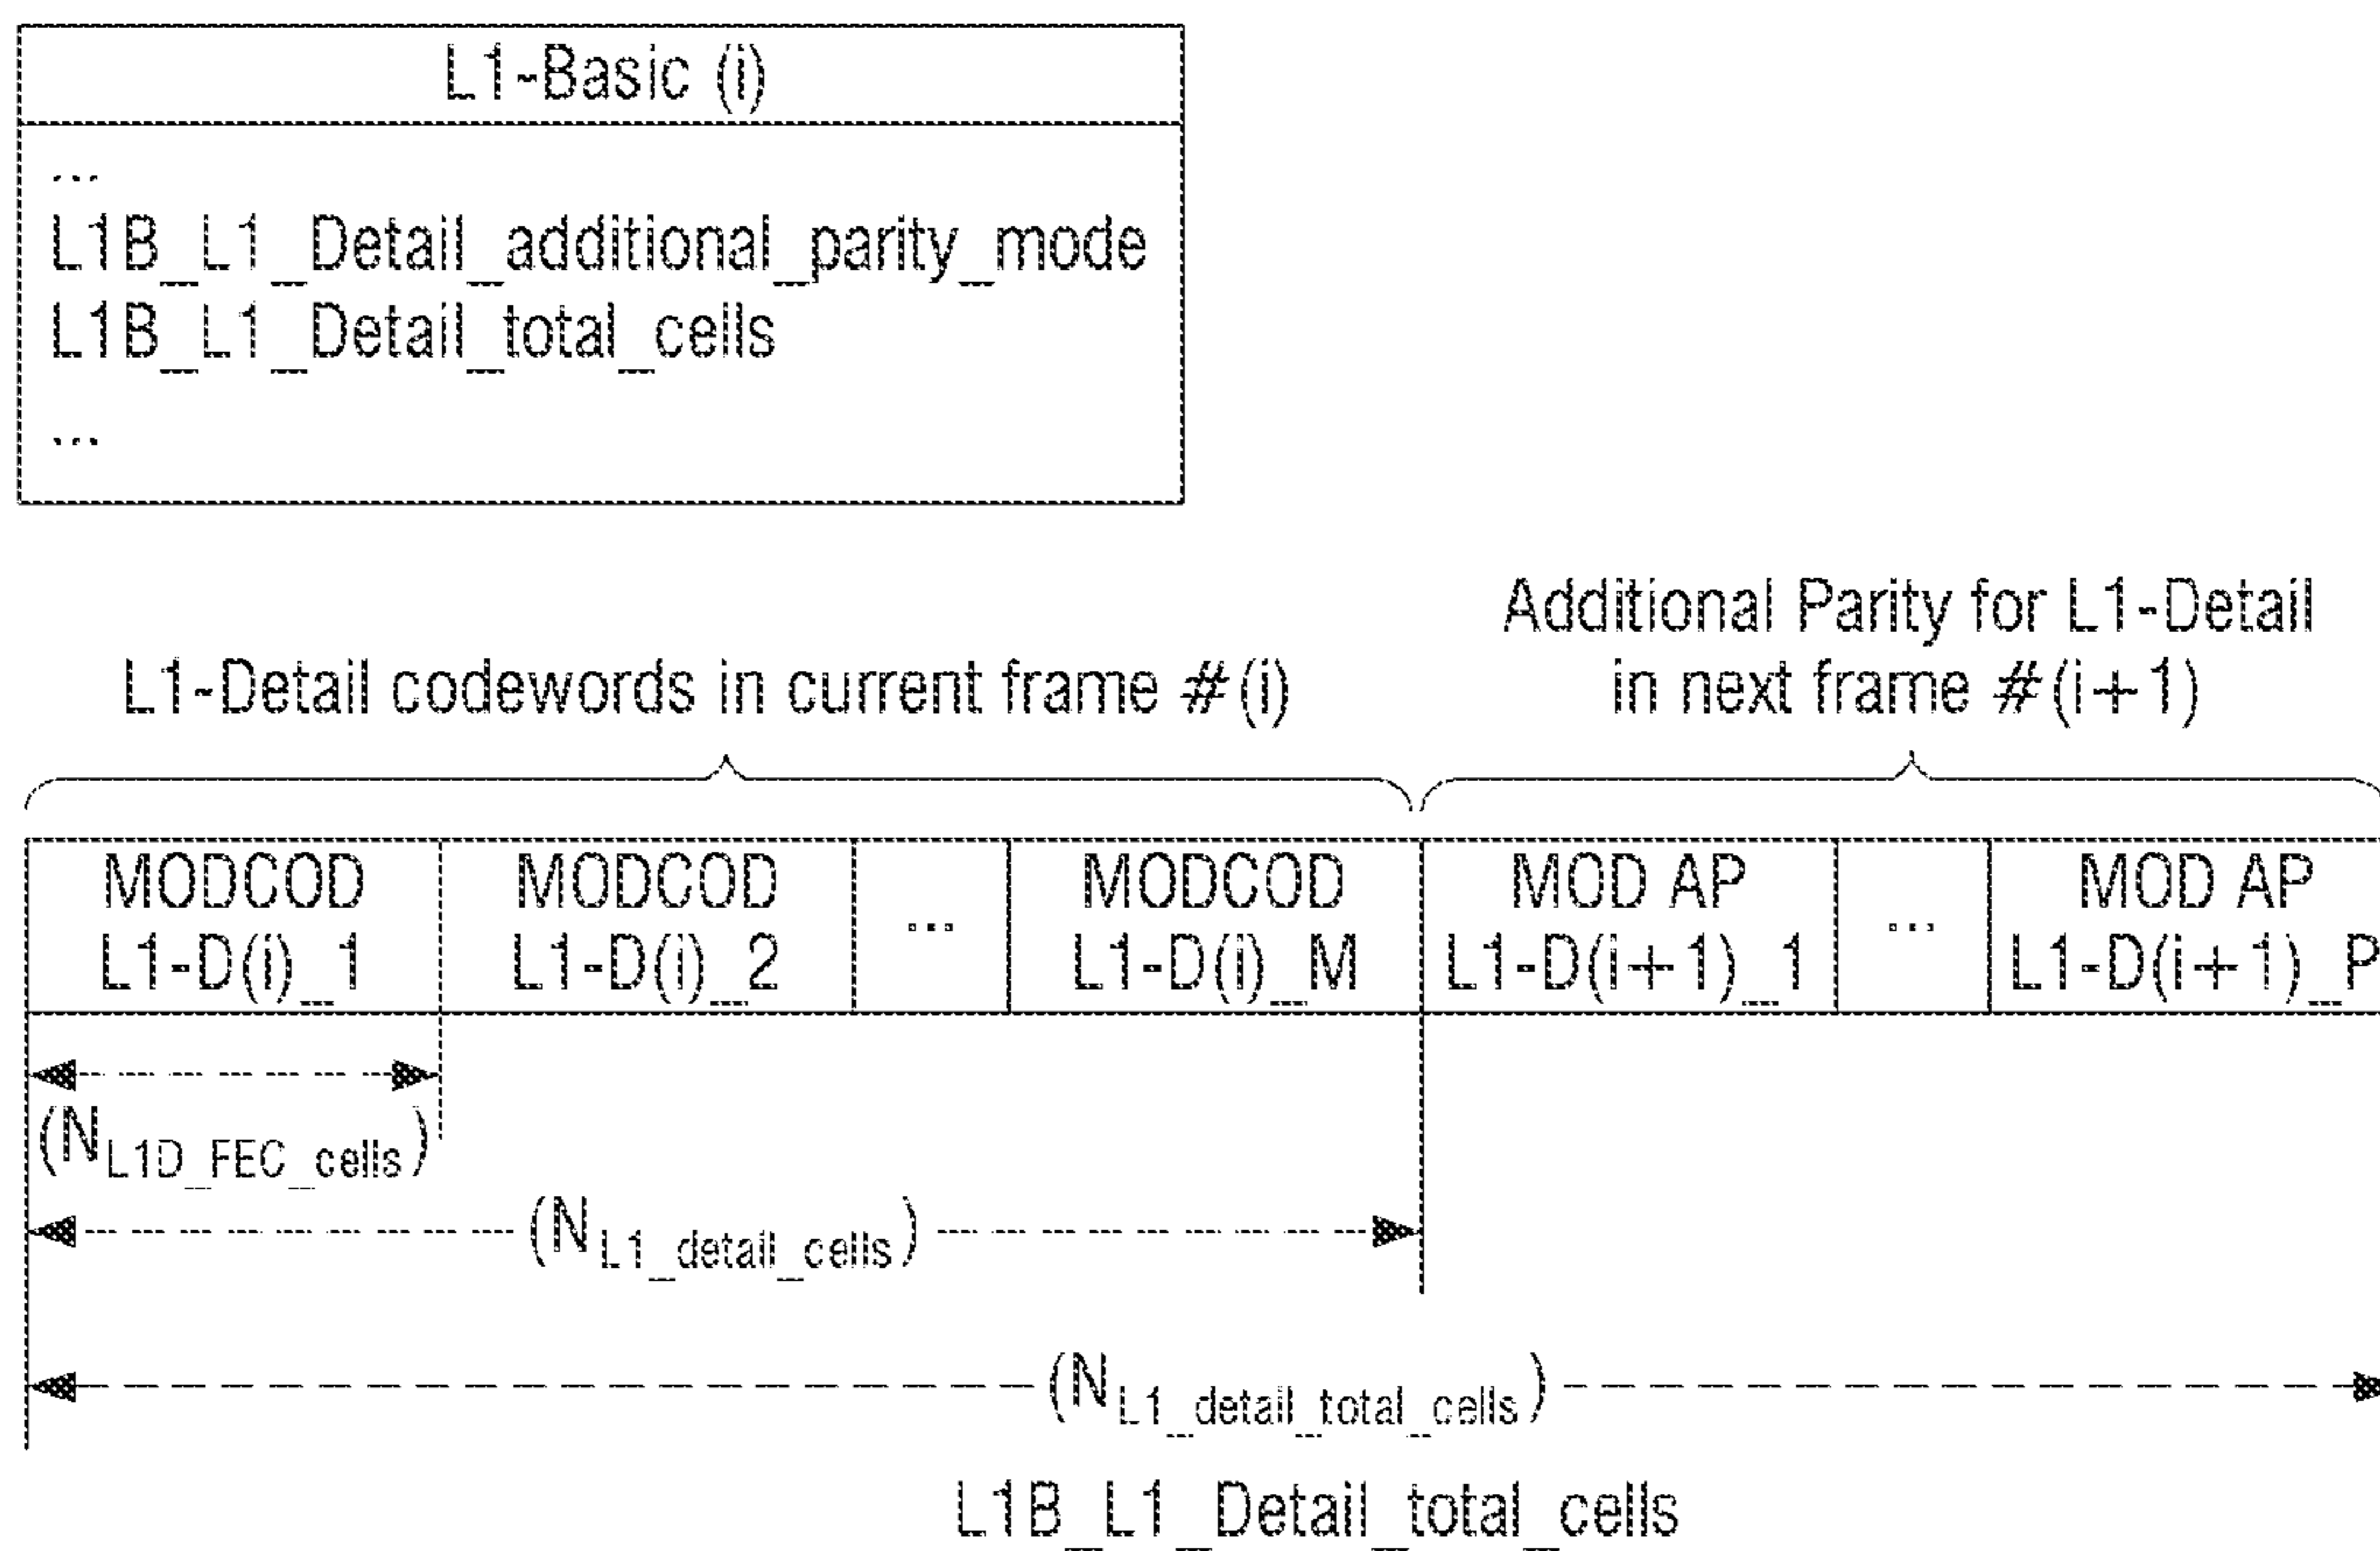 L1-Basic (i)
...
L1B_L1_Detail_additional_parity_mode
L1B_L1_Detail_total_cells
...
Additional Parity for L1-Detail
in next frame #(i+1)
L1-Detail codewords in current frame #(i)
MODCOD
L1-D(i)_1
MODCOD
L1-D(i)_2
...
MODCOD
L1-D(i)_M
MOD AP
L1-D(i+1)_1
...
MOD AP
L1-D(i+1)_P
(NL1D_FEC_cells)
(NL1_detail_cells)
(NL1_detail_total_cells)
L1B_L1_Detail_total_cells